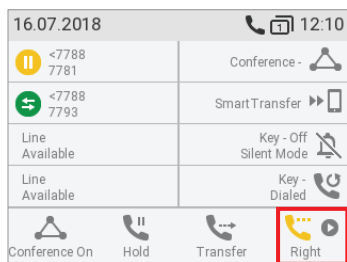 16.07.2018 1 12:10
<7788
7781
Conference -
<7788
7793
SmartTransfer
Line
Available
Key - Off
Silent Mode
Line
Available
Key -
Dialed
Conference On Hold Transfer Right